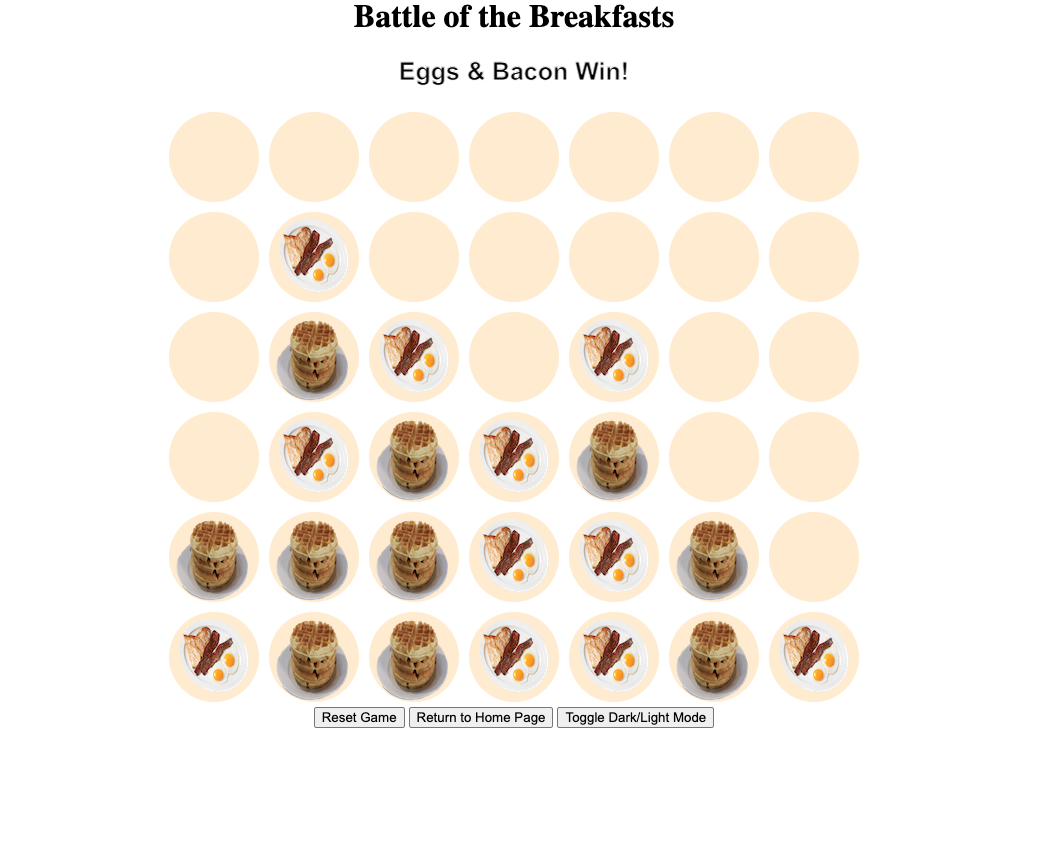 Battle of the Breakfasts
Eggs & Bacon Win!
Reset Game Return to Home Page Toggle Dark/Light Mode